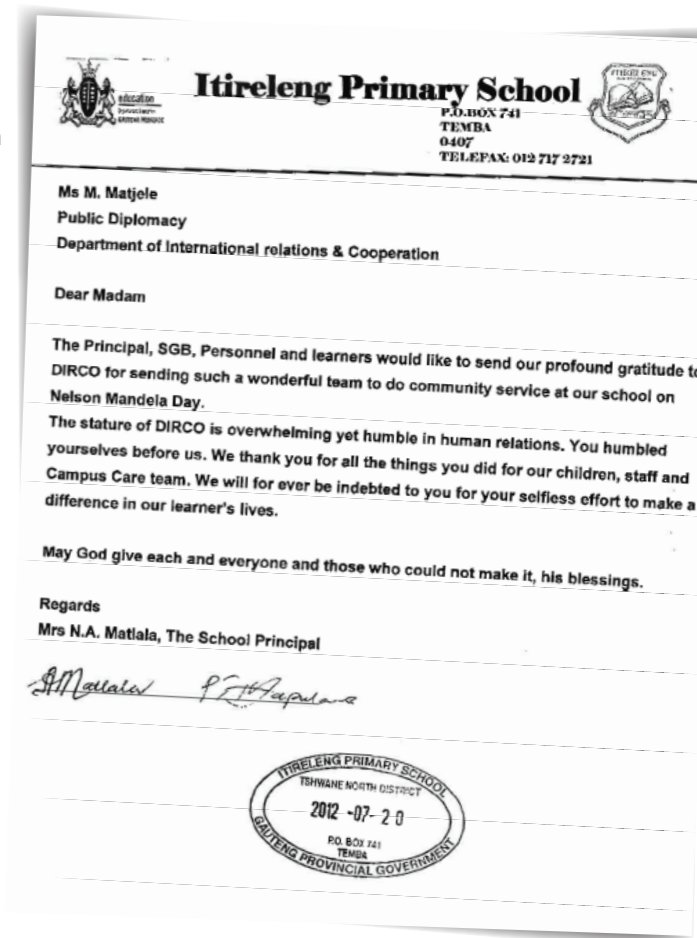 education
Itireleng Primary School
P.O.BOX 741
TEMBA
0407
TELEFAX: 012 717 2721
Ms M. Matjele
Public Diplomacy
Department of International relations & Cooperation
Dear Madam
The Principal, SGB, Personnel and learners would like to send our profound gratitude to
DIRCO for sending such a wonderful team to do community service at our school on
Nelson Mandela Day.
The stature of DIRCO is overwhelming yet humble in human relations. You humbled
yourselves before us. We thank you for all the things you did for our children, staff and
Campus Care team. We will for ever be indebted to you for your selfless effort to make a
difference in our learner's lives.
May God give each and everyone and those who could not make it, his blessings.
Regards
Mrs N.A. Matlala, The School Principal
ITIRELENG PRIMARY SCHOOL
TSHWANE NORTH DISTRICT
2012 -07- 20
P.O. BOX 741
TEMBA
GAUTENG PROVINCIAL GOVERNMENT